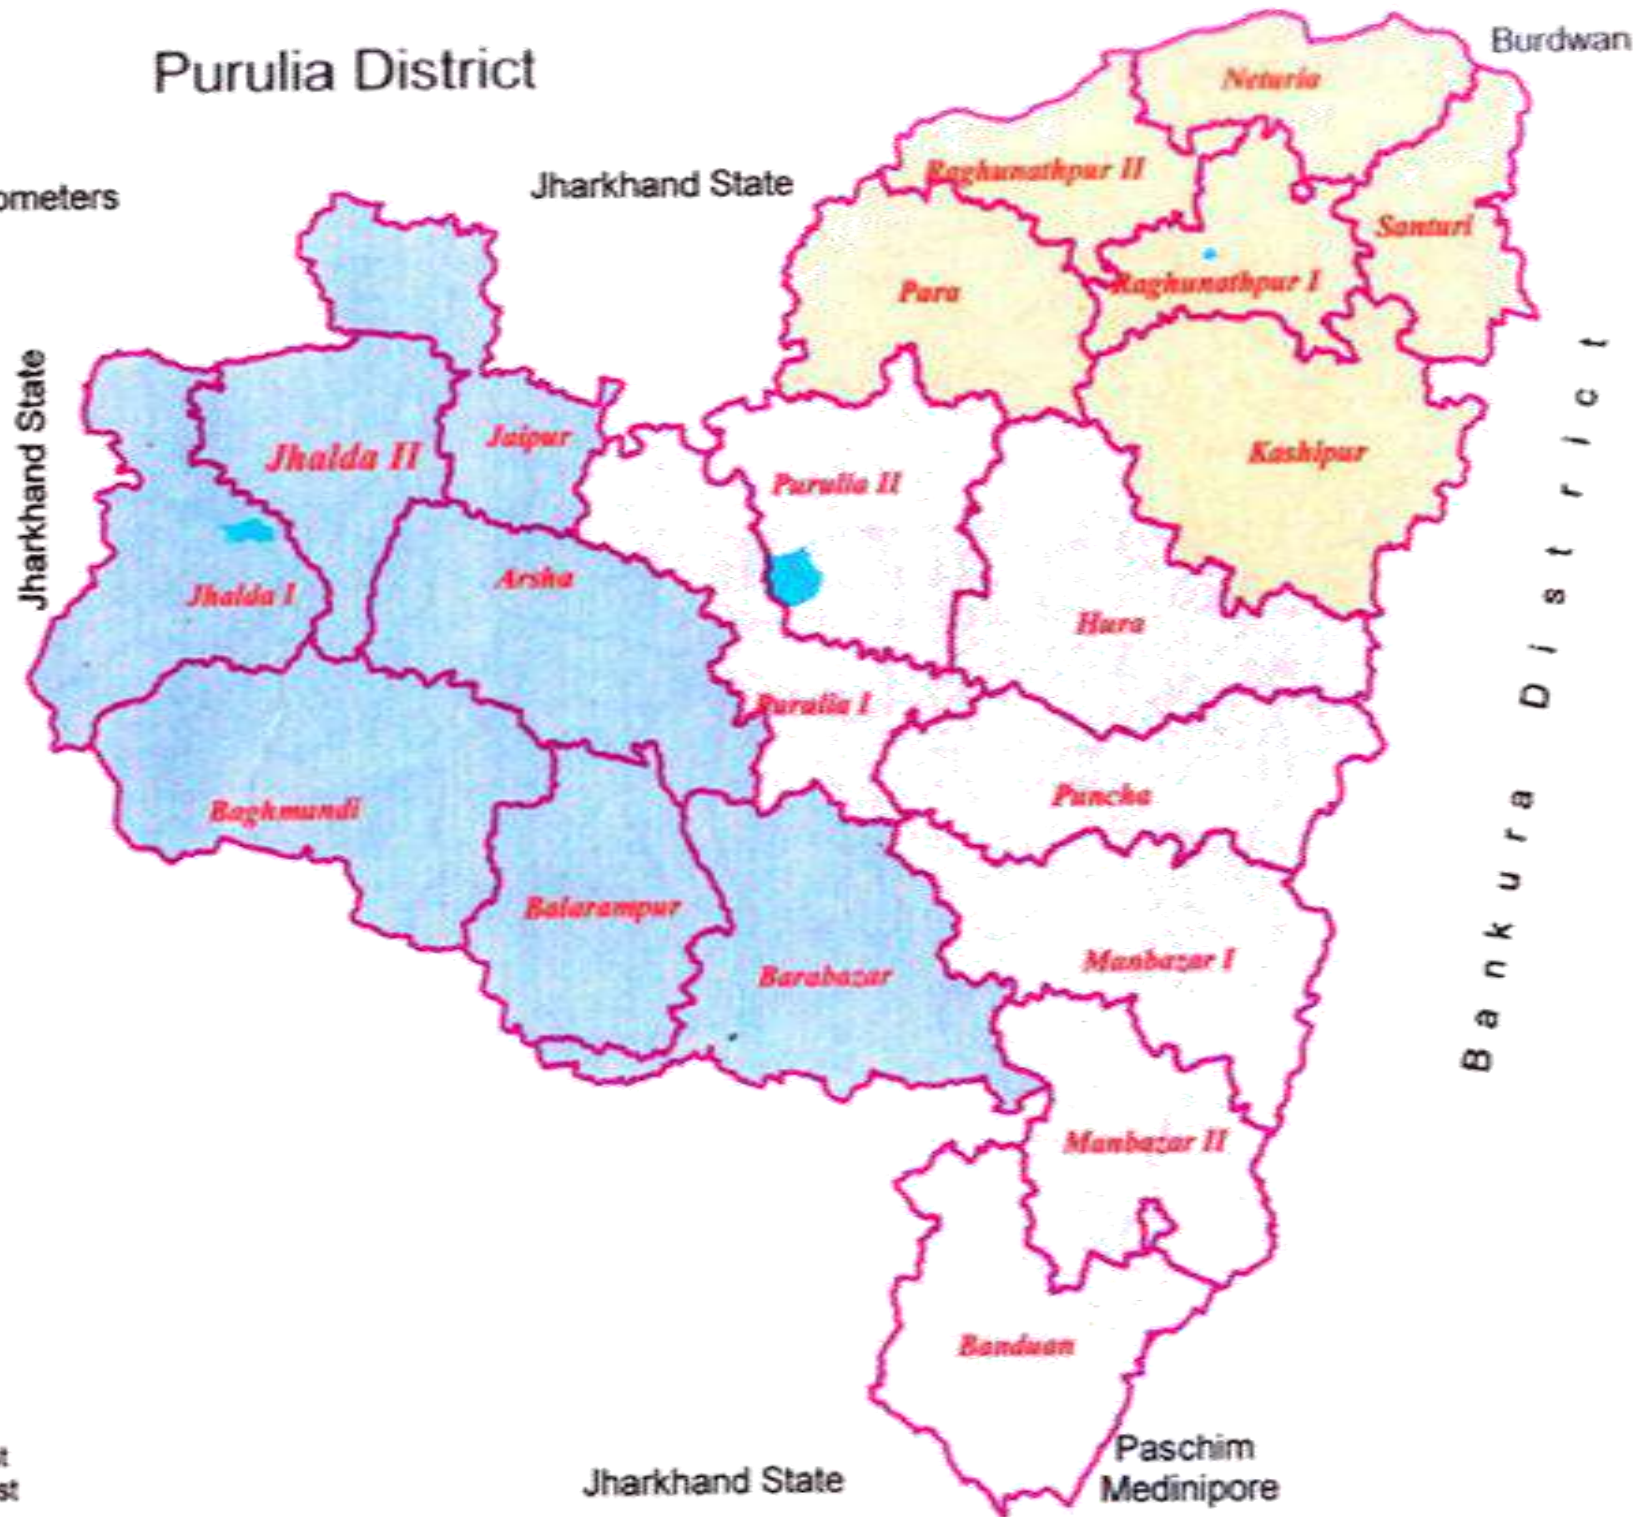 Purulia District
Burdwan
Neturia
Jharkhand State
Raghunathpur II
Santuri
Para
Raghunathpur I
Jharkhand State
Jhalda II
Jaipur
Purulia II
Kashipur
Bankura District
Jhalda I
Arsha
Hura
Purulia I
Puncha
Baghmundi
Balarampur
Barabazar
Manbazar I
Manbazar II
Banduan
Paschim
Medinipore
Jharkhand State